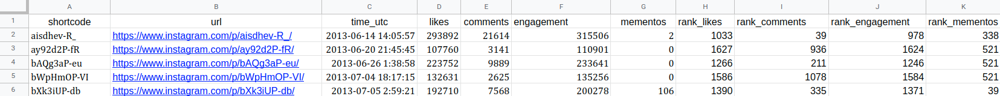 A B C D E F G H I J K
1 shortcode url time_utc likes comments engagement mementos rank_likes rank_comments rank_engagement rank_mementos
2 aisdhev-R_ https://www.instagram.com/p/aisdhev-R_/ 2013-06-14 14:05:57 293892 21614 315506 2 1033 39 978 338
3 ay92d2P-fR https://www.instagram.com/p/ay92d2P-fR/ 2013-06-20 21:45:45 107760 3141 110901 0 1627 936 1624 521
4 bAQg3aP-eu https://www.instagram.com/p/bAQg3aP-eu/ 2013-06-26 1:38:58 223752 9889 233641 0 1266 211 1246 521
5 bWpHmOP-VI https://www.instagram.com/p/bWpHmOP-VI/ 2013-07-04 18:17:15 132631 2625 135256 0 1586 1078 1584 521
6 bXk3iUP-db https://www.instagram.com/p/bXk3iUP-db/ 2013-07-05 2:59:21 192710 7568 200278 106 1390 335 1371 39